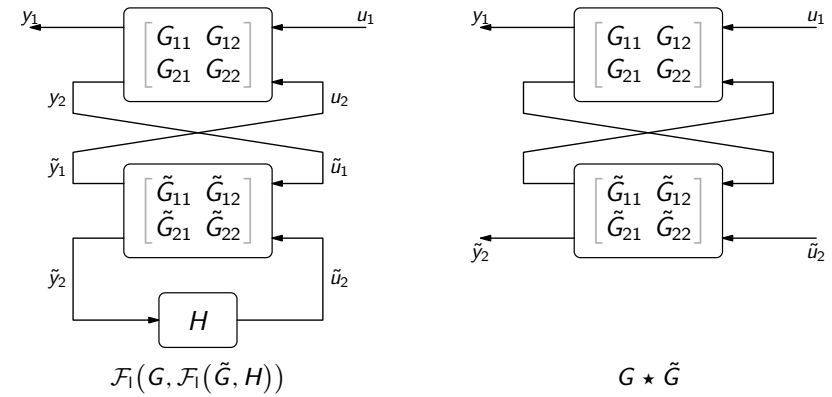 y₁ u₁ y₁ u₁
[ G₁₁ G₁₂ ] [ G₁₁ G₁₂ ]
[ G₂₁ G₂₂ ] [ G₂₁ G₂₂ ]
y₂ u₂
ỹ₁ ũ₁
[ G̃₁₁ G̃₁₂ ] [ G̃₁₁ G̃₁₂ ]
[ G̃₂₁ G̃₂₂ ] [ G̃₂₁ G̃₂₂ ]
ỹ₂ ũ₂ ỹ₂ ũ₂
H
𝓕ₗ(G, 𝓕ₗ(G̃, H)) G ⋆ G̃